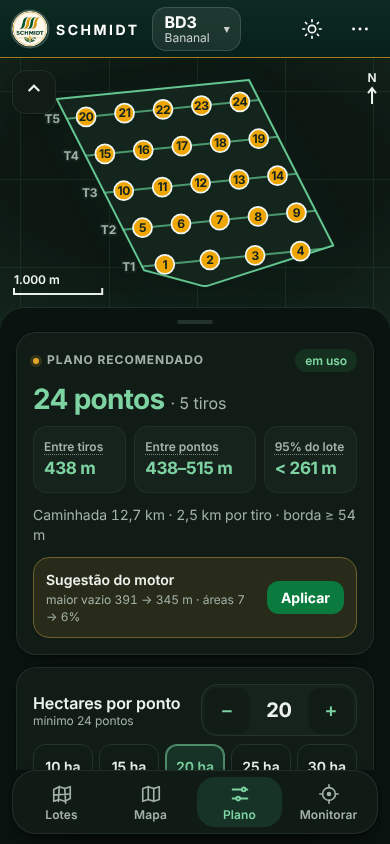 SCHMIDT
SCHMIDT
BD3
Bananal
N
T5 20 21 22 23 24
T4 15 16 17 18 19
T3 10 11 12 13 14
T2 5 6 7 8 9
T1 1 2 3 4
1.000 m
PLANO RECOMENDADO
em uso
24 pontos · 5 tiros
Entre tiros
438 m
Entre pontos
438–515 m
95% do lote
< 261 m
Caminhada 12,7 km · 2,5 km por tiro · borda ≥ 54
m
Sugestão do motor
maior vazio 391 → 345 m · áreas 7
→ 6%
Aplicar
Hectares por ponto
mínimo 24 pontos
− 20 +
10 ha 15 ha 20 ha 25 ha 30 ha
Lotes Mapa Plano Monitorar